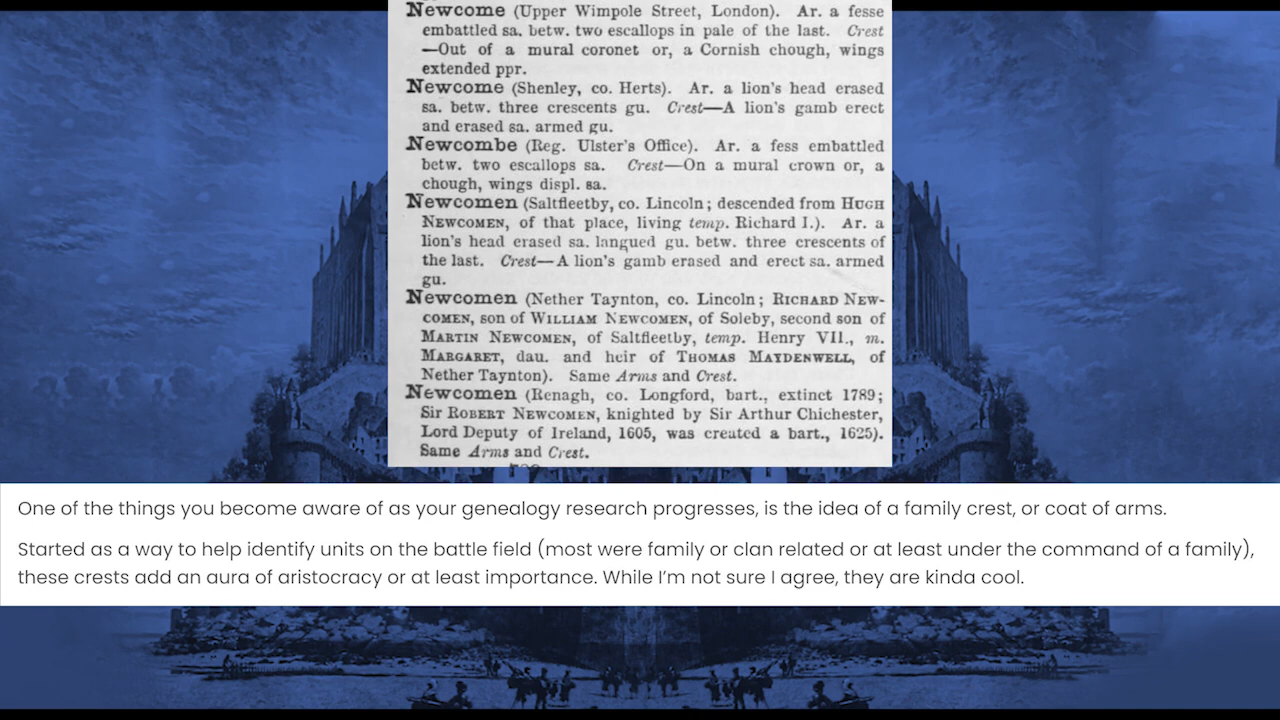 Newcome (Upper Wimpole Street, London). Ar. a fesse
embattled sa. betw. two escallops in pale of the last. Crest
—Out of a mural coronet or, a Cornish chough, wings
extended ppr.
Newcome (Shenley, co. Herts). Ar. a lion's head erased
sa. betw. three crescents gu. Crest—A lion's gamb erect
and erased sa. armed gu.
Newcombe (Reg. Ulster's Office). Ar. a fess embattled
betw. two escallops sa. Crest—On a mural crown or, a
chough, wings displ. sa.
Newcomen (Saltfleetby, co. Lincoln; descended from HUGH
NEWCOMEN, of that place, living temp. Richard I.). Ar. a
lion's head erased sa. langued gu. betw. three crescents of
the last. Crest—A lion's gamb erased and erect sa. armed
gu.
Newcomen (Nether Taynton, co. Lincoln; RICHARD NEW-
COMEN, son of WILLIAM NEWCOMEN, of Soleby, second son of
MARTIN NEWCOMEN, of Saltfleetby, temp. Henry VII., m.
MARGARET, dau. and heir of THOMAS MAYDENWELL, of
Nether Taynton). Same Arms and Crest.
Newcomen (Kenagh, co. Longford, bart., extinct 1789;
Sir ROBERT NEWCOMEN, knighted by Sir Arthur Chichester,
Lord Deputy of Ireland, 1605, was created a bart., 1625).
Same Arms and Crest.
One of the things you become aware of as your genealogy research progresses, is the idea of a family crest, or coat of arms.
Started as a way to help identify units on the battle field (most were family or clan related or at least under the command of a family),
these crests add an aura of aristocracy or at least importance. While I'm not sure I agree, they are kinda cool.